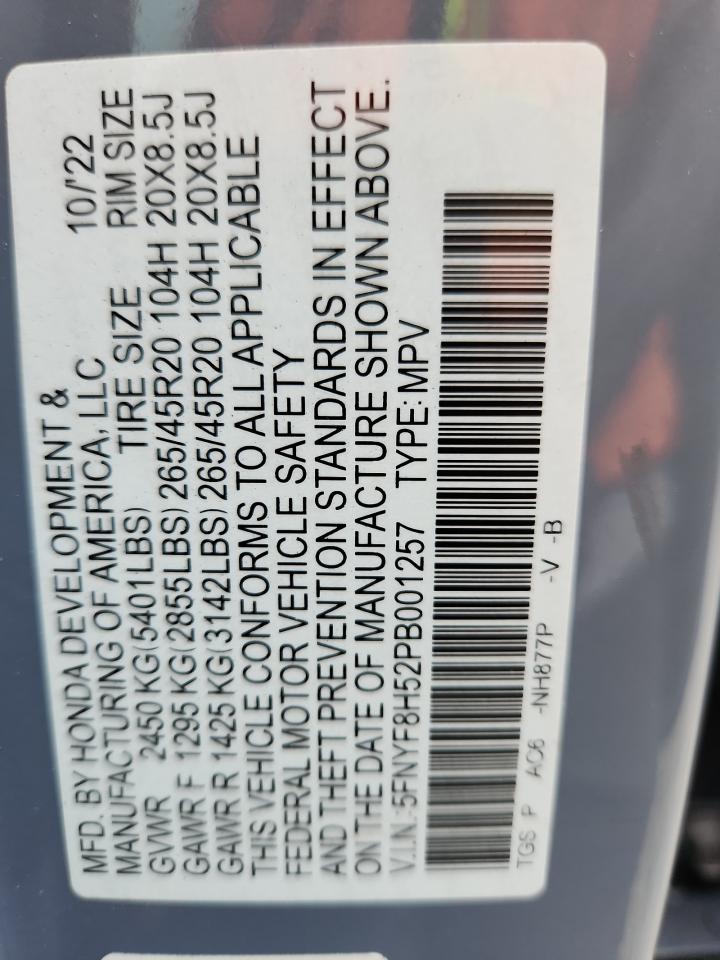 MFD. BY HONDA DEVELOPMENT &
MANUFACTURING OF AMERICA, LLC 10/'22
GVWR 2450 KG(5401LBS) TIRE SIZE RIM SIZE
GAWR F 1295 KG(2855LBS) 265/45R20 104H 20X8.5J
GAWR R 1425 KG(3142LBS) 265/45R20 104H 20X8.5J
THIS VEHICLE CONFORMS TO ALL APPLICABLE
FEDERAL MOTOR VEHICLE SAFETY
AND THEFT PREVENTION STANDARDS IN EFFECT
ON THE DATE OF MANUFACTURE SHOWN ABOVE.
V.I.N.:5FNYF8H52PB001257 TYPE:MPV
TGS P AC6 -NH877P -V -B